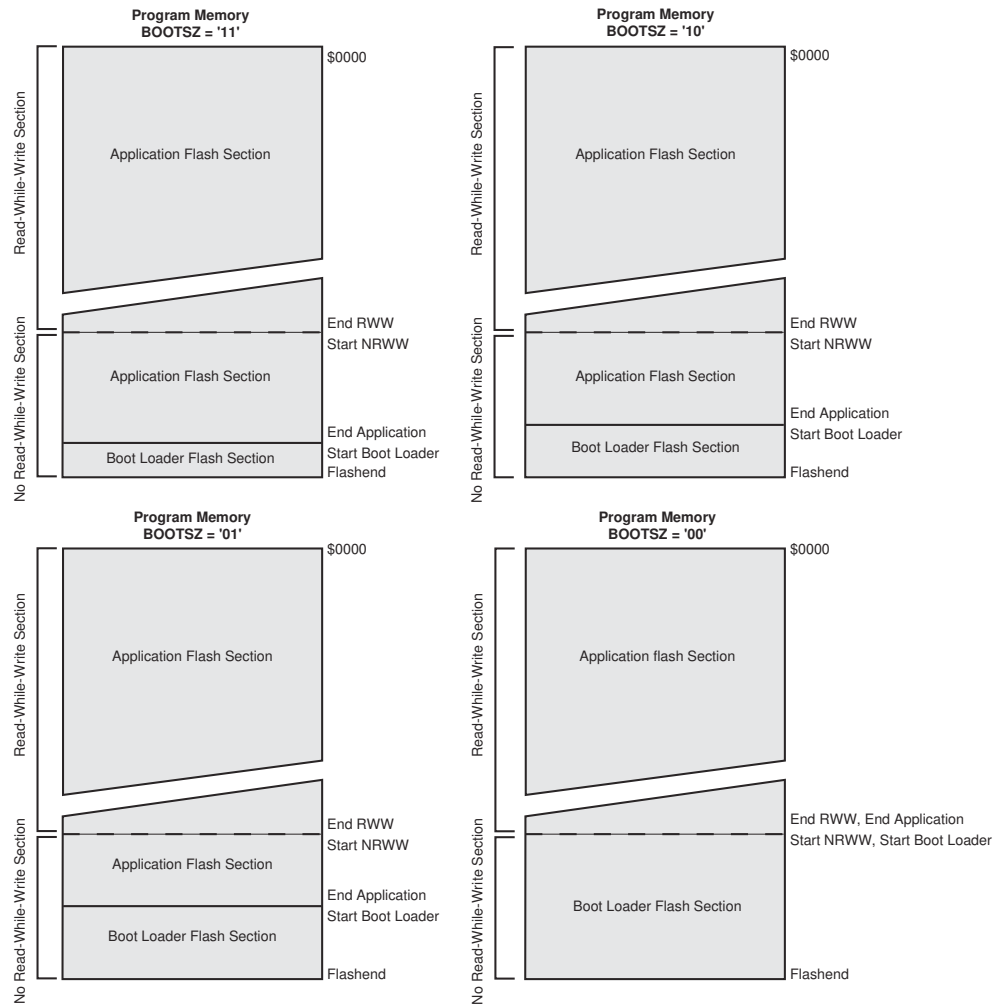 Program Memory
BOOTSZ = '11'
$0000
Read-While-Write Section
Application Flash Section
End RWW
Start NRWW
No Read-While-Write Section
Application Flash Section
End Application
Start Boot Loader
Boot Loader Flash Section
Flashend
Program Memory
BOOTSZ = '10'
$0000
Read-While-Write Section
Application Flash Section
End RWW
Start NRWW
No Read-While-Write Section
Application Flash Section
End Application
Start Boot Loader
Boot Loader Flash Section
Flashend
Program Memory
BOOTSZ = '01'
$0000
Read-While-Write Section
Application Flash Section
End RWW
Start NRWW
No Read-While-Write Section
Application Flash Section
End Application
Start Boot Loader
Boot Loader Flash Section
Flashend
Program Memory
BOOTSZ = '00'
$0000
Read-While-Write Section
Application flash Section
End RWW, End Application
Start NRWW, Start Boot Loader
No Read-While-Write Section
Boot Loader Flash Section
Flashend